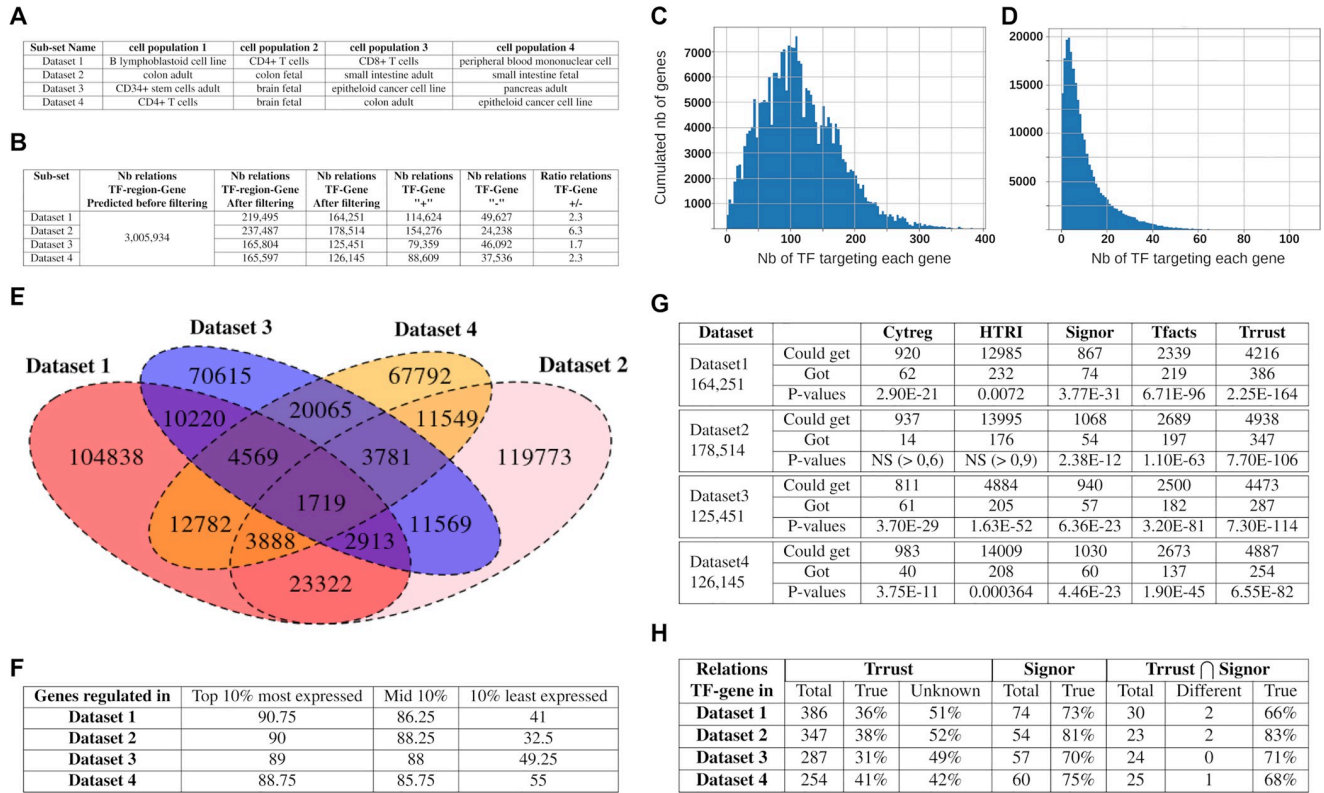 A
Sub-set Name cell population 1 cell population 2 cell population 3 cell population 4
Dataset 1 B lymphoblastoid cell line CD4+ T cells CD8+ T cells peripheral blood mononuclear cell
Dataset 2 colon adult colon fetal small intestine adult small intestine fetal
Dataset 3 CD34+ stem cells adult brain fetal epitheloid cancer cell line pancreas adult
Dataset 4 CD4+ T cells brain fetal colon adult epitheloid cancer cell line
B
Sub-set Nb relations Nb relations Nb relations Nb relations Nb relations Ratio relations
TF-region-Gene TF-region-Gene TF-Gene TF-Gene TF-Gene TF-Gene
Predicted before filtering After filtering After filtering "+" "-" +/-
Dataset 1 219,495 164,251 114,624 49,627 2.3
Dataset 2 237,487 178,514 154,276 24,238 6.3
3,005,934
Dataset 3 165,804 125,451 79,359 46,092 1.7
Dataset 4 165,597 126,145 88,609 37,536 2.3
C
Cumulated nb of genes
7000
6000
5000
4000
3000
2000
1000
0 100 200 300 400
Nb of TF targeting each gene
D
20000
15000
10000
5000
0 20 40 60 80 100
Nb of TF targeting each gene
E
Dataset 3 Dataset 4
Dataset 1 Dataset 2
70615 67792
10220 20065 11549
104838 4569 3781 119773
1719
12782 11569
3888 2913
23322
F
Genes regulated in Top 10% most expressed Mid 10% 10% least expressed
Dataset 1 90.75 86.25 41
Dataset 2 90 88.25 32.5
Dataset 3 89 88 49.25
Dataset 4 88.75 85.75 55
G
Dataset Cytreg HTRI Signor Tfacts Trrust
Dataset1 164,251
Could get 920 12985 867 2339 4216
Got 62 232 74 219 386
P-values 2.90E-21 0.0072 3.77E-31 6.71E-96 2.25E-164
Dataset2 178,514
Could get 937 13995 1068 2689 4938
Got 14 176 54 197 347
P-values NS (> 0,6) NS (> 0,9) 2.38E-12 1.10E-63 7.70E-106
Dataset3 125,451
Could get 811 4884 940 2500 4473
Got 61 205 57 182 287
P-values 3.70E-29 1.63E-52 6.36E-23 3.20E-81 7.30E-114
Dataset4 126,145
Could get 983 14009 1030 2673 4887
Got 40 208 60 137 254
P-values 3.75E-11 0.000364 4.46E-23 1.90E-45 6.55E-82
H
Relations Trrust Signor Trrust ⋂ Signor
TF-gene in Total True Unknown Total True Total Different True
Dataset 1 386 36% 51% 74 73% 30 2 66%
Dataset 2 347 38% 52% 54 81% 23 2 83%
Dataset 3 287 31% 49% 57 70% 24 0 71%
Dataset 4 254 41% 42% 60 75% 25 1 68%